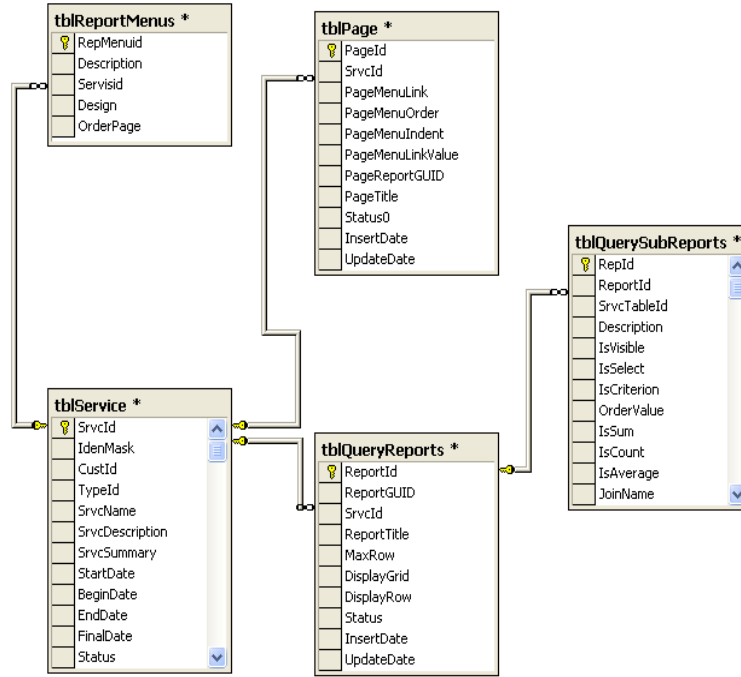 tblReportMenus *
RepMenuid
Description
Servisid
Design
OrderPage
tblPage *
PageId
SrvcId
PageMenuLink
PageMenuOrder
PageMenuIndent
PageMenuLinkValue
PageReportGUID
PageTitle
Status0
InsertDate
UpdateDate
tblQuerySubReports *
RepId
ReportId
SrvcTableId
Description
IsVisible
IsSelect
IsCriterion
OrderValue
IsSum
IsCount
IsAverage
JoinName
tblService *
SrvcId
IdenMask
CustId
TypeId
SrvcName
SrvcDescription
SrvcSummary
StartDate
BeginDate
EndDate
FinalDate
Status
tblQueryReports *
ReportId
ReportGUID
SrvcId
ReportTitle
MaxRow
DisplayGrid
DisplayRow
Status
InsertDate
UpdateDate